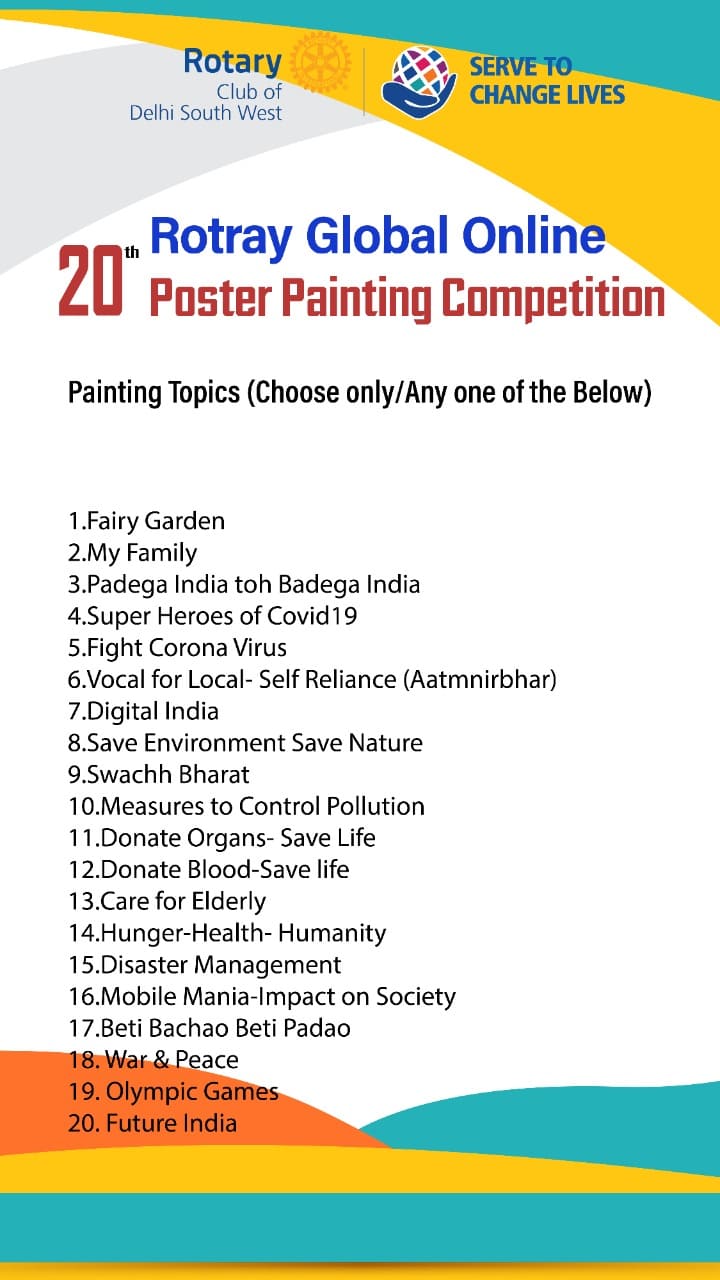 Rotary
Club of
Delhi South West
SERVE TO
CHANGE LIVES
20th
Rotray Global Online
Poster Painting Competition
Painting Topics (Choose only/Any one of the Below)
1.Fairy Garden
2.My Family
3.Padega India toh Badega India
4.Super Heroes of Covid19
5.Fight Corona Virus
6.Vocal for Local- Self Reliance (Aatmnirbhar)
7.Digital India
8.Save Environment Save Nature
9.Swachh Bharat
10.Measures to Control Pollution
11.Donate Organs- Save Life
12.Donate Blood-Save life
13.Care for Elderly
14.Hunger-Health- Humanity
15.Disaster Management
16.Mobile Mania-Impact on Society
17.Beti Bachao Beti Padao
18. War & Peace
19. Olympic Games
20. Future India